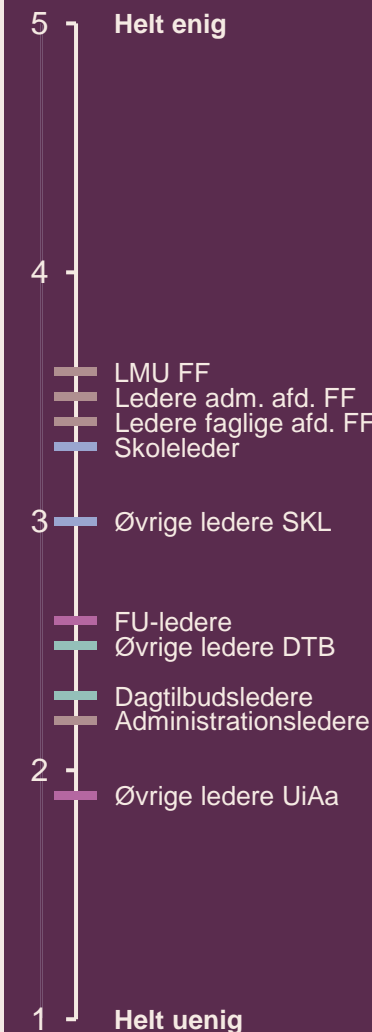 5 Helt enig
4
LMU FF
Ledere adm. afd. FF
Ledere faglige afd. FF
Skoleleder
3 Øvrige ledere SKL
FU-ledere
Øvrige ledere DTB
Dagtilbudsledere
Administrationsledere
2
Øvrige ledere UiAa
1 Helt uenig